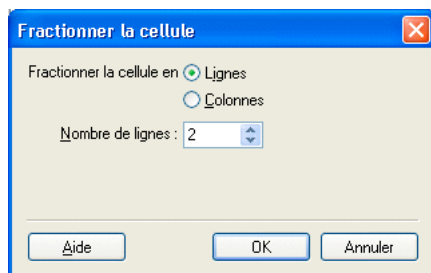 Fractionner la cellule
Fractionner la cellule en Lignes
Colonnes
Nombre de lignes : 2
Aide OK Annuler